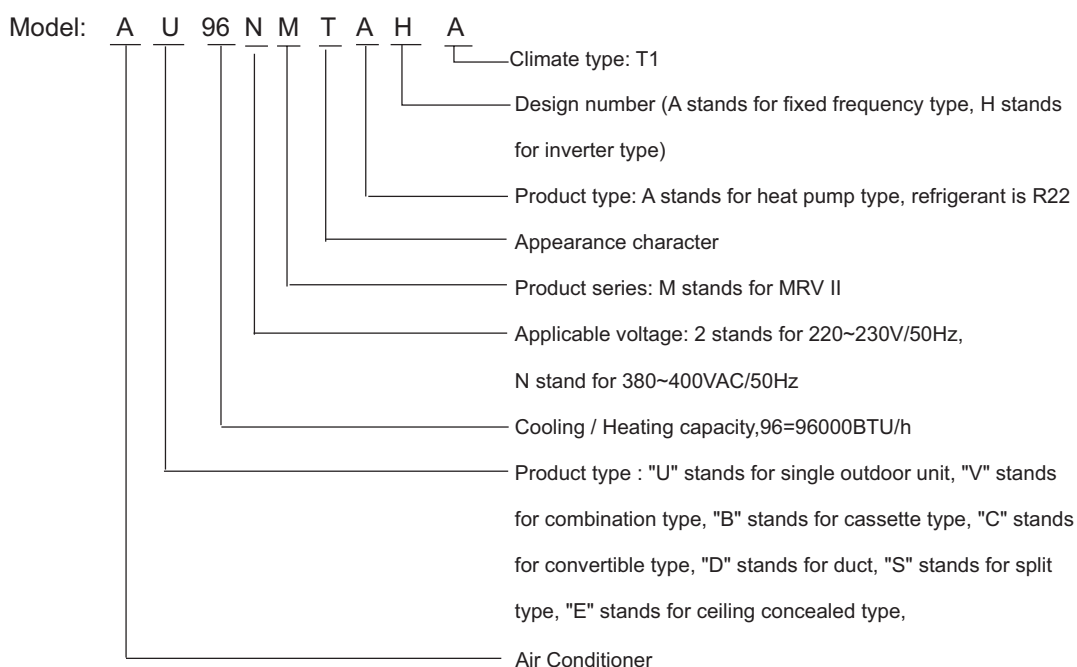 Model: A U 96 N M T A H A
Climate type: T1
Design number (A stands for fixed frequency type, H stands
for inverter type)
Product type: A stands for heat pump type, refrigerant is R22
Appearance character
Product series: M stands for MRV II
Applicable voltage: 2 stands for 220~230V/50Hz,
N stand for 380~400VAC/50Hz
Cooling / Heating capacity,96=96000BTU/h
Product type : "U" stands for single outdoor unit, "V" stands
for combination type, "B" stands for cassette type, "C" stands
for convertible type, "D" stands for duct, "S" stands for split
type, "E" stands for ceiling concealed type,
Air Conditioner